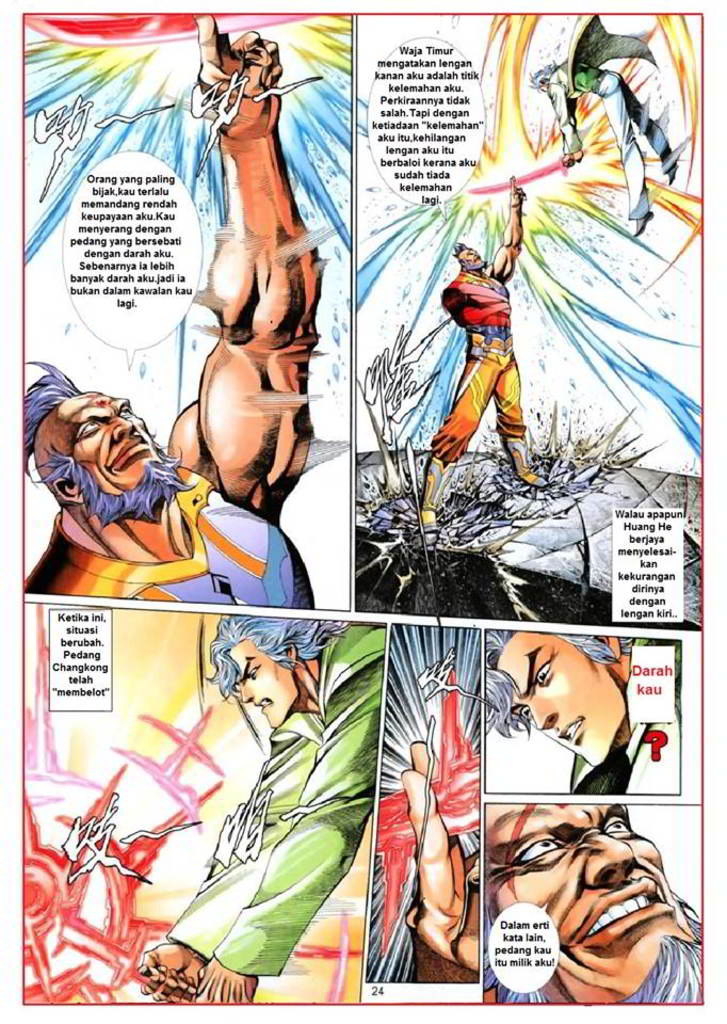 Orang yang paling
bijak,kau terlalu
memandang rendah
keupayaan aku.Kau
menyerang dengan
pedang yang bersebati
dengan darah aku.
Sebenarnya ia lebih
banyak darah aku.jadi ia
bukan dalam kawalan kau
lagi.
Waja Timur
mengatakan lengan
kanan aku adalah titik
kelemahan aku.
Perkiraannya tidak
salah.Tapi dengan
ketiadaan "kelemahan"
aku itu,kehilangan
lengan aku itu
berbaloi kerana aku
sudah tiada
kelemahan
lagi.
Walau apapun
Huang He
berjaya
menyelesai-
kan
kekurangan
dirinya
dengan
lengan kiri..
Ketika ini,
situasi
berubah.
Pedang
Changkong
telah
"membelot"
Darah
kau
?
Dalam erti
kata lain,
pedang kau
itu milik aku!
24